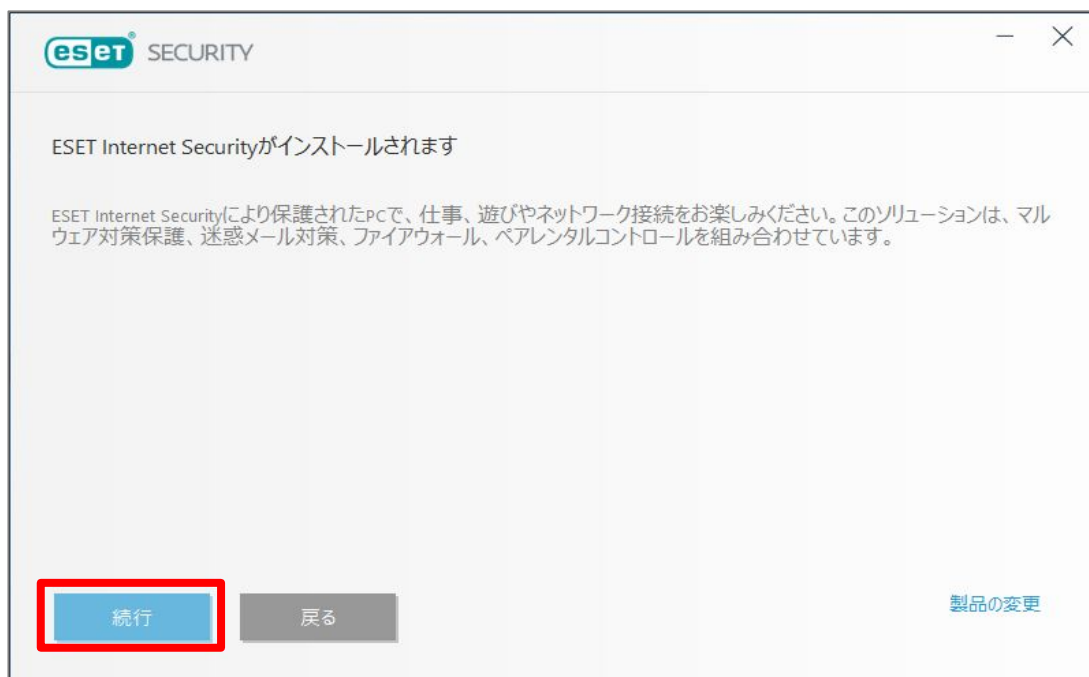 eseT® SECURITY
ESET Internet Securityがインストールされます
ESET Internet Securityにより保護されたPCで、仕事、遊びやネットワーク接続をお楽しみください。このソリューションは、マル
ウェア対策保護、迷惑メール対策、ファイアウォール、ペアレンタルコントロールを組み合わせています。
続行 戻る 製品の変更